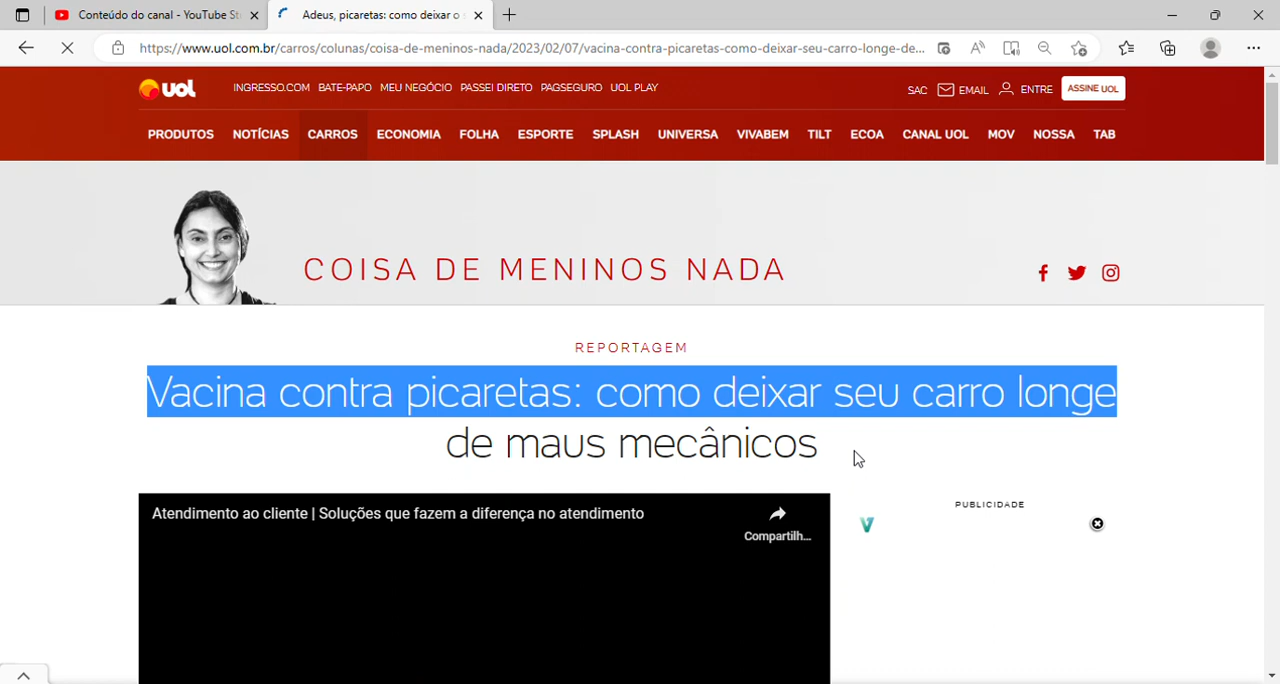 Conteúdo do canal - YouTube St
Adeus, picaretas: como deixar o s
https://www.uol.com.br/carros/colunas/coisa-de-meninos-nada/2023/02/07/vacina-contra-picaretas-como-deixar-seu-carro-longe-de...
UOL
INGRESSO.COM BATE-PAPO MEU NEGÓCIO PASSEI DIRETO PAGSEGURO UOL PLAY
SAC EMAIL ENTRE ASSINE UOL
PRODUTOS NOTÍCIAS CARROS ECONOMIA FOLHA ESPORTE SPLASH UNIVERSA VIVABEM TILT ECOA CANAL UOL MOV NOSSA TAB
COISA DE MENINOS NADA
REPORTAGEM
Vacina contra picaretas: como deixar seu carro longe
de maus mecânicos
Atendimento ao cliente | Soluções que fazem a diferença no atendimento
Compartilh...
PUBLICIDADE